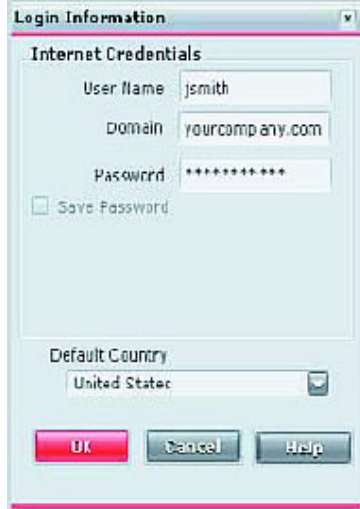 Login Information
Internet Credentials
User Name jsmith
Domain yourcompany.com
Password ***********
Save Password
Default Country
United States
OK Cancel Help